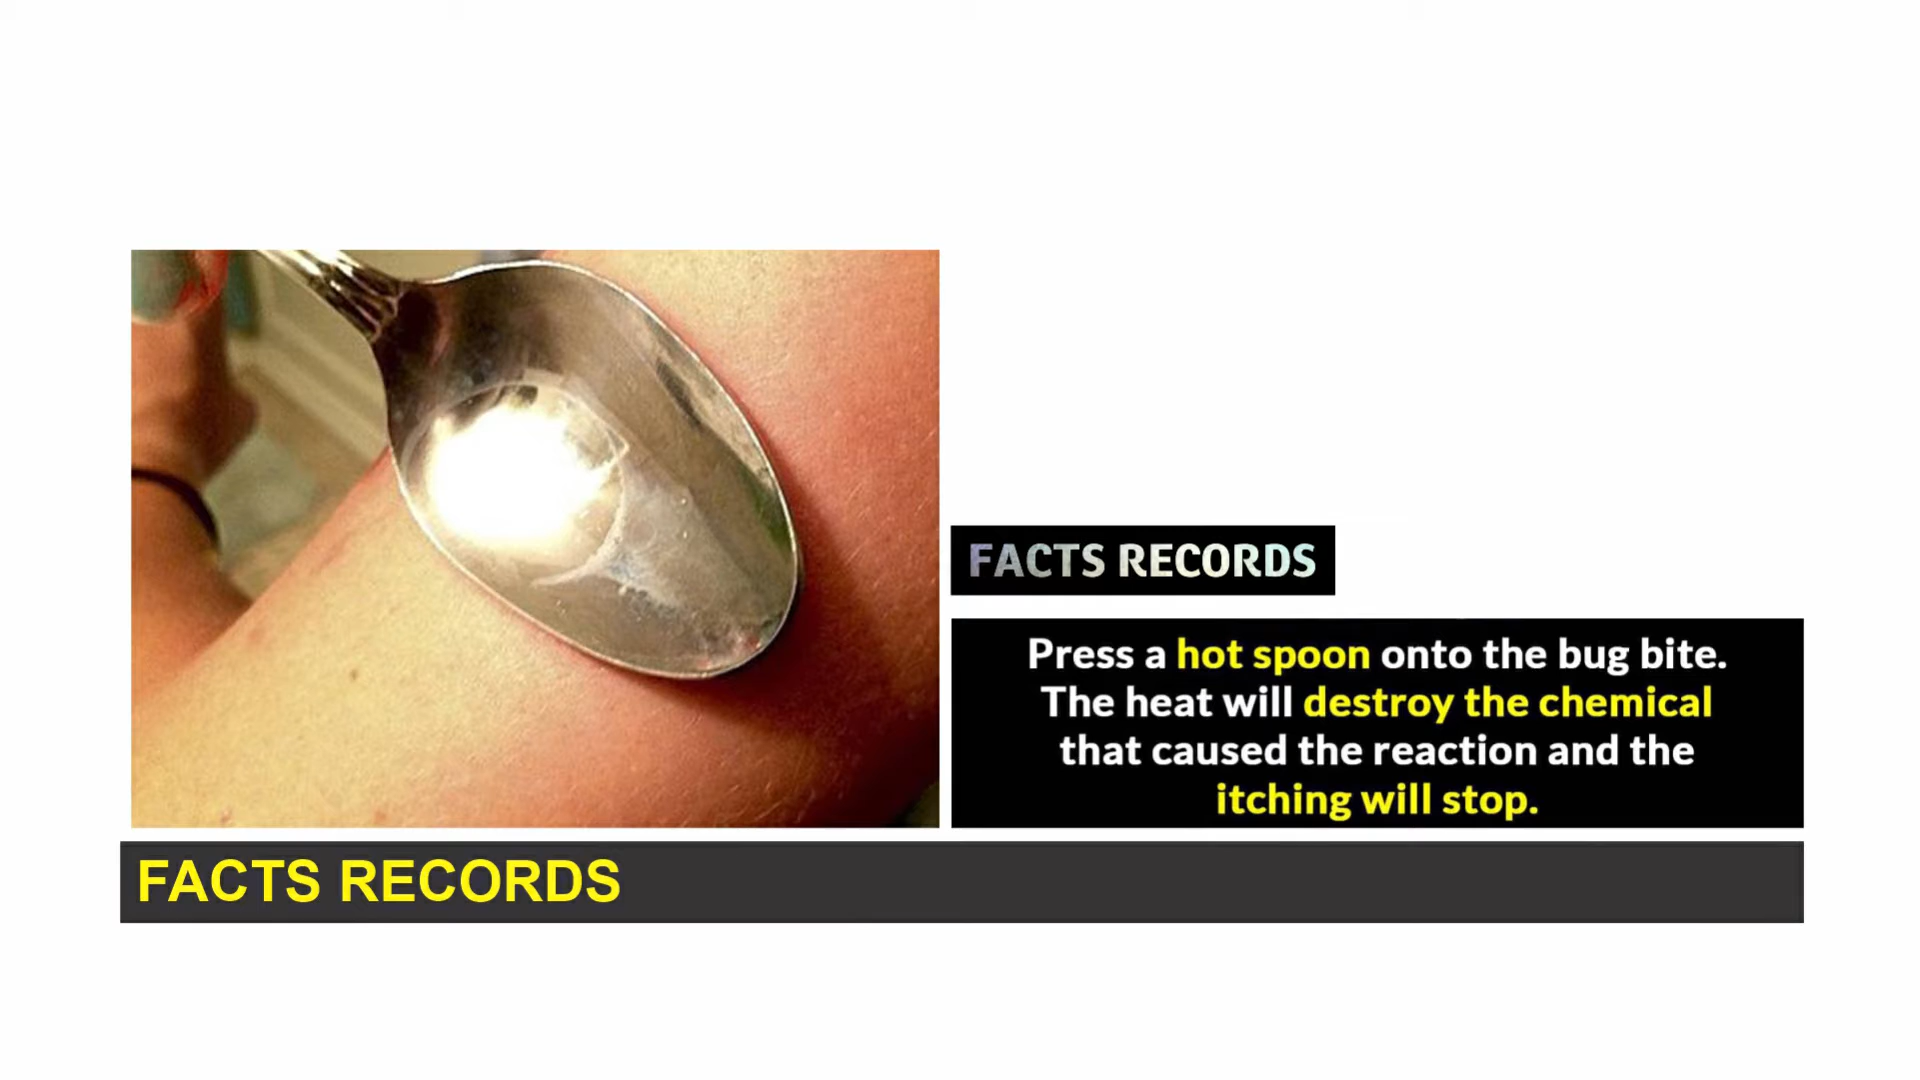 FACTS RECORDS
Press a hot spoon onto the bug bite.
The heat will destroy the chemical
that caused the reaction and the
itching will stop.
FACTS RECORDS